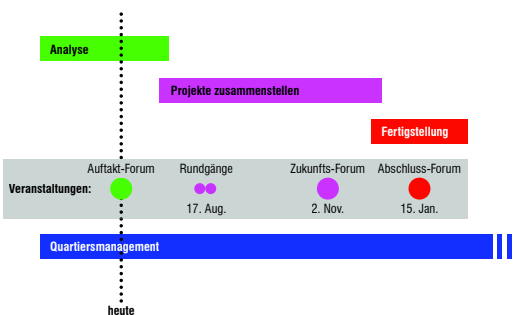 Analyse
Projekte zusammenstellen
Fertigstellung
Auftakt-Forum
Rundgänge
Zukunfts-Forum
Abschluss-Forum
Veranstaltungen:
17. Aug.
2. Nov.
15. Jan.
Quartiersmanagement
heute